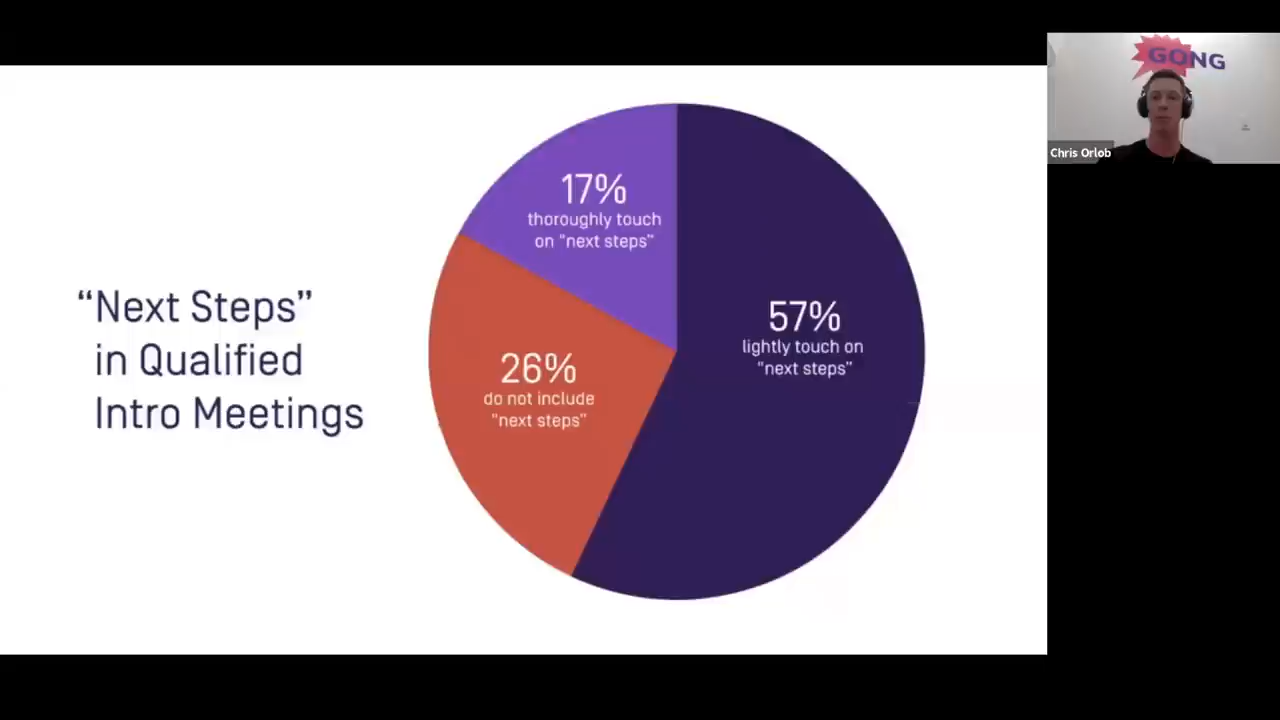 GONG
Chris Orlob
“Next Steps”
in Qualified
Intro Meetings
17%
thoroughly touch
on “next steps”
57%
lightly touch on
“next steps”
26%
do not include
“next steps”